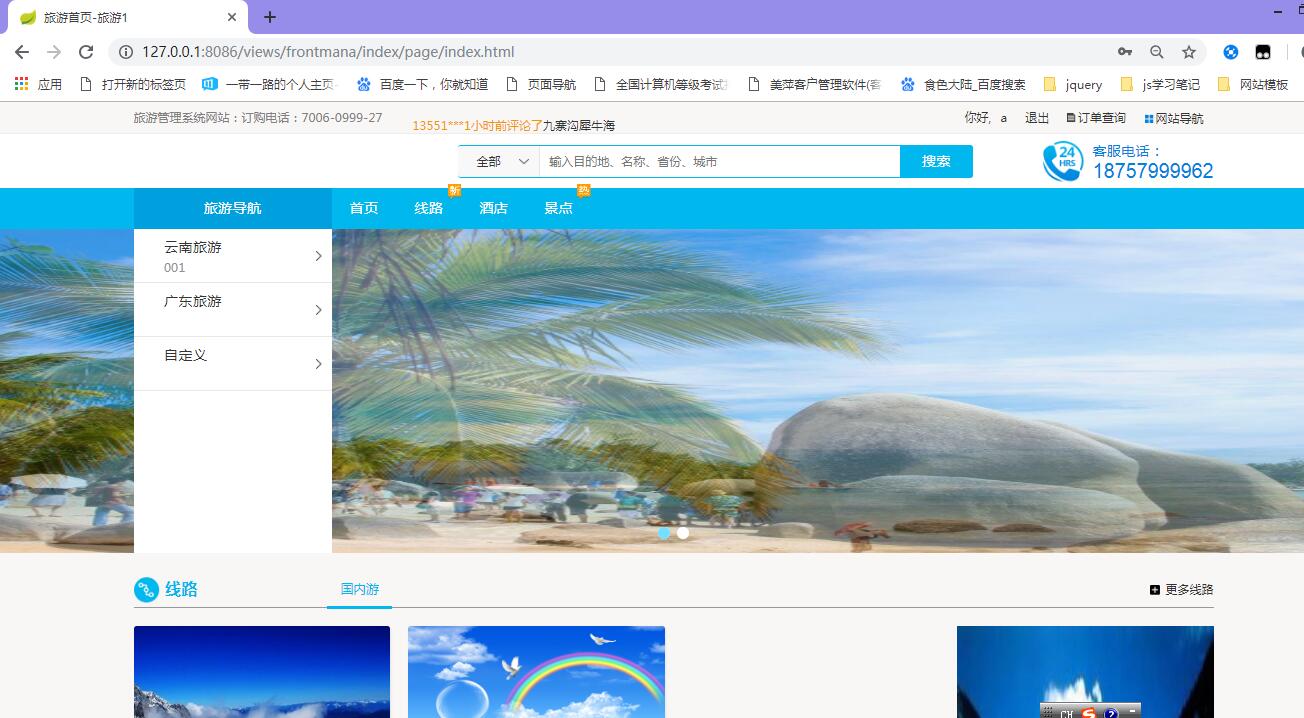 旅游首页-旅游1
127.0.0.1:8086/views/frontmana/index/page/index.html
应用 打开新的标签页 一带一路的个人主页- 百度一下，你就知道 页面导航 全国计算机等级考试 美萍客户管理软件(客 食色大陆_百度搜索 jquery js学习笔记 网站模板
旅游管理系统网站：订购电话：7006-0999-27
13551***1小时前评论了九寨沟犀牛海
你好, a 退出 订单查询 网站导航
全部 输入目的地、名称、省份、城市 搜索
24 HRS
客服电话：
18757999962
新 热
旅游导航 首页 线路 酒店 景点
云南旅游
001
广东旅游
自定义
线路 国内游 更多线路
CH S ?